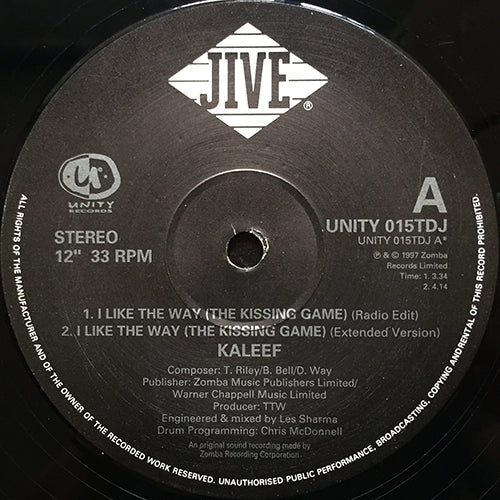 JIVE
®
UNITY
RECORDS
STEREO
12" 33 RPM
A
UNITY 015TDJ
UNITY 015TDJ A*
℗ & © 1997 Zomba
Records Limited
Time: 1. 3.34
2. 4.14
1. I LIKE THE WAY (THE KISSING GAME) (Radio Edit)
2. I LIKE THE WAY (THE KISSING GAME) (Extended Version)
KALEEF
Composer: T. Riley/B. Bell/D. Way
Publisher: Zomba Music Publishers Limited/
Warner Chappell Music Limited
Producer: TTW
Engineered & mixed by Les Sharma
Drum Programming: Chris McDonnell
An original sound recording made by
Zomba Recording Corporation.
ALL RIGHTS OF THE MANUFACTURER AND OF THE OWNER OF THE RECORDED WORK RESERVED. UNAUTHORISED PUBLIC PERFORMANCE, BROADCASTING, COPYING ANDRENTAL OF THIS RECORD PROHIBITED.